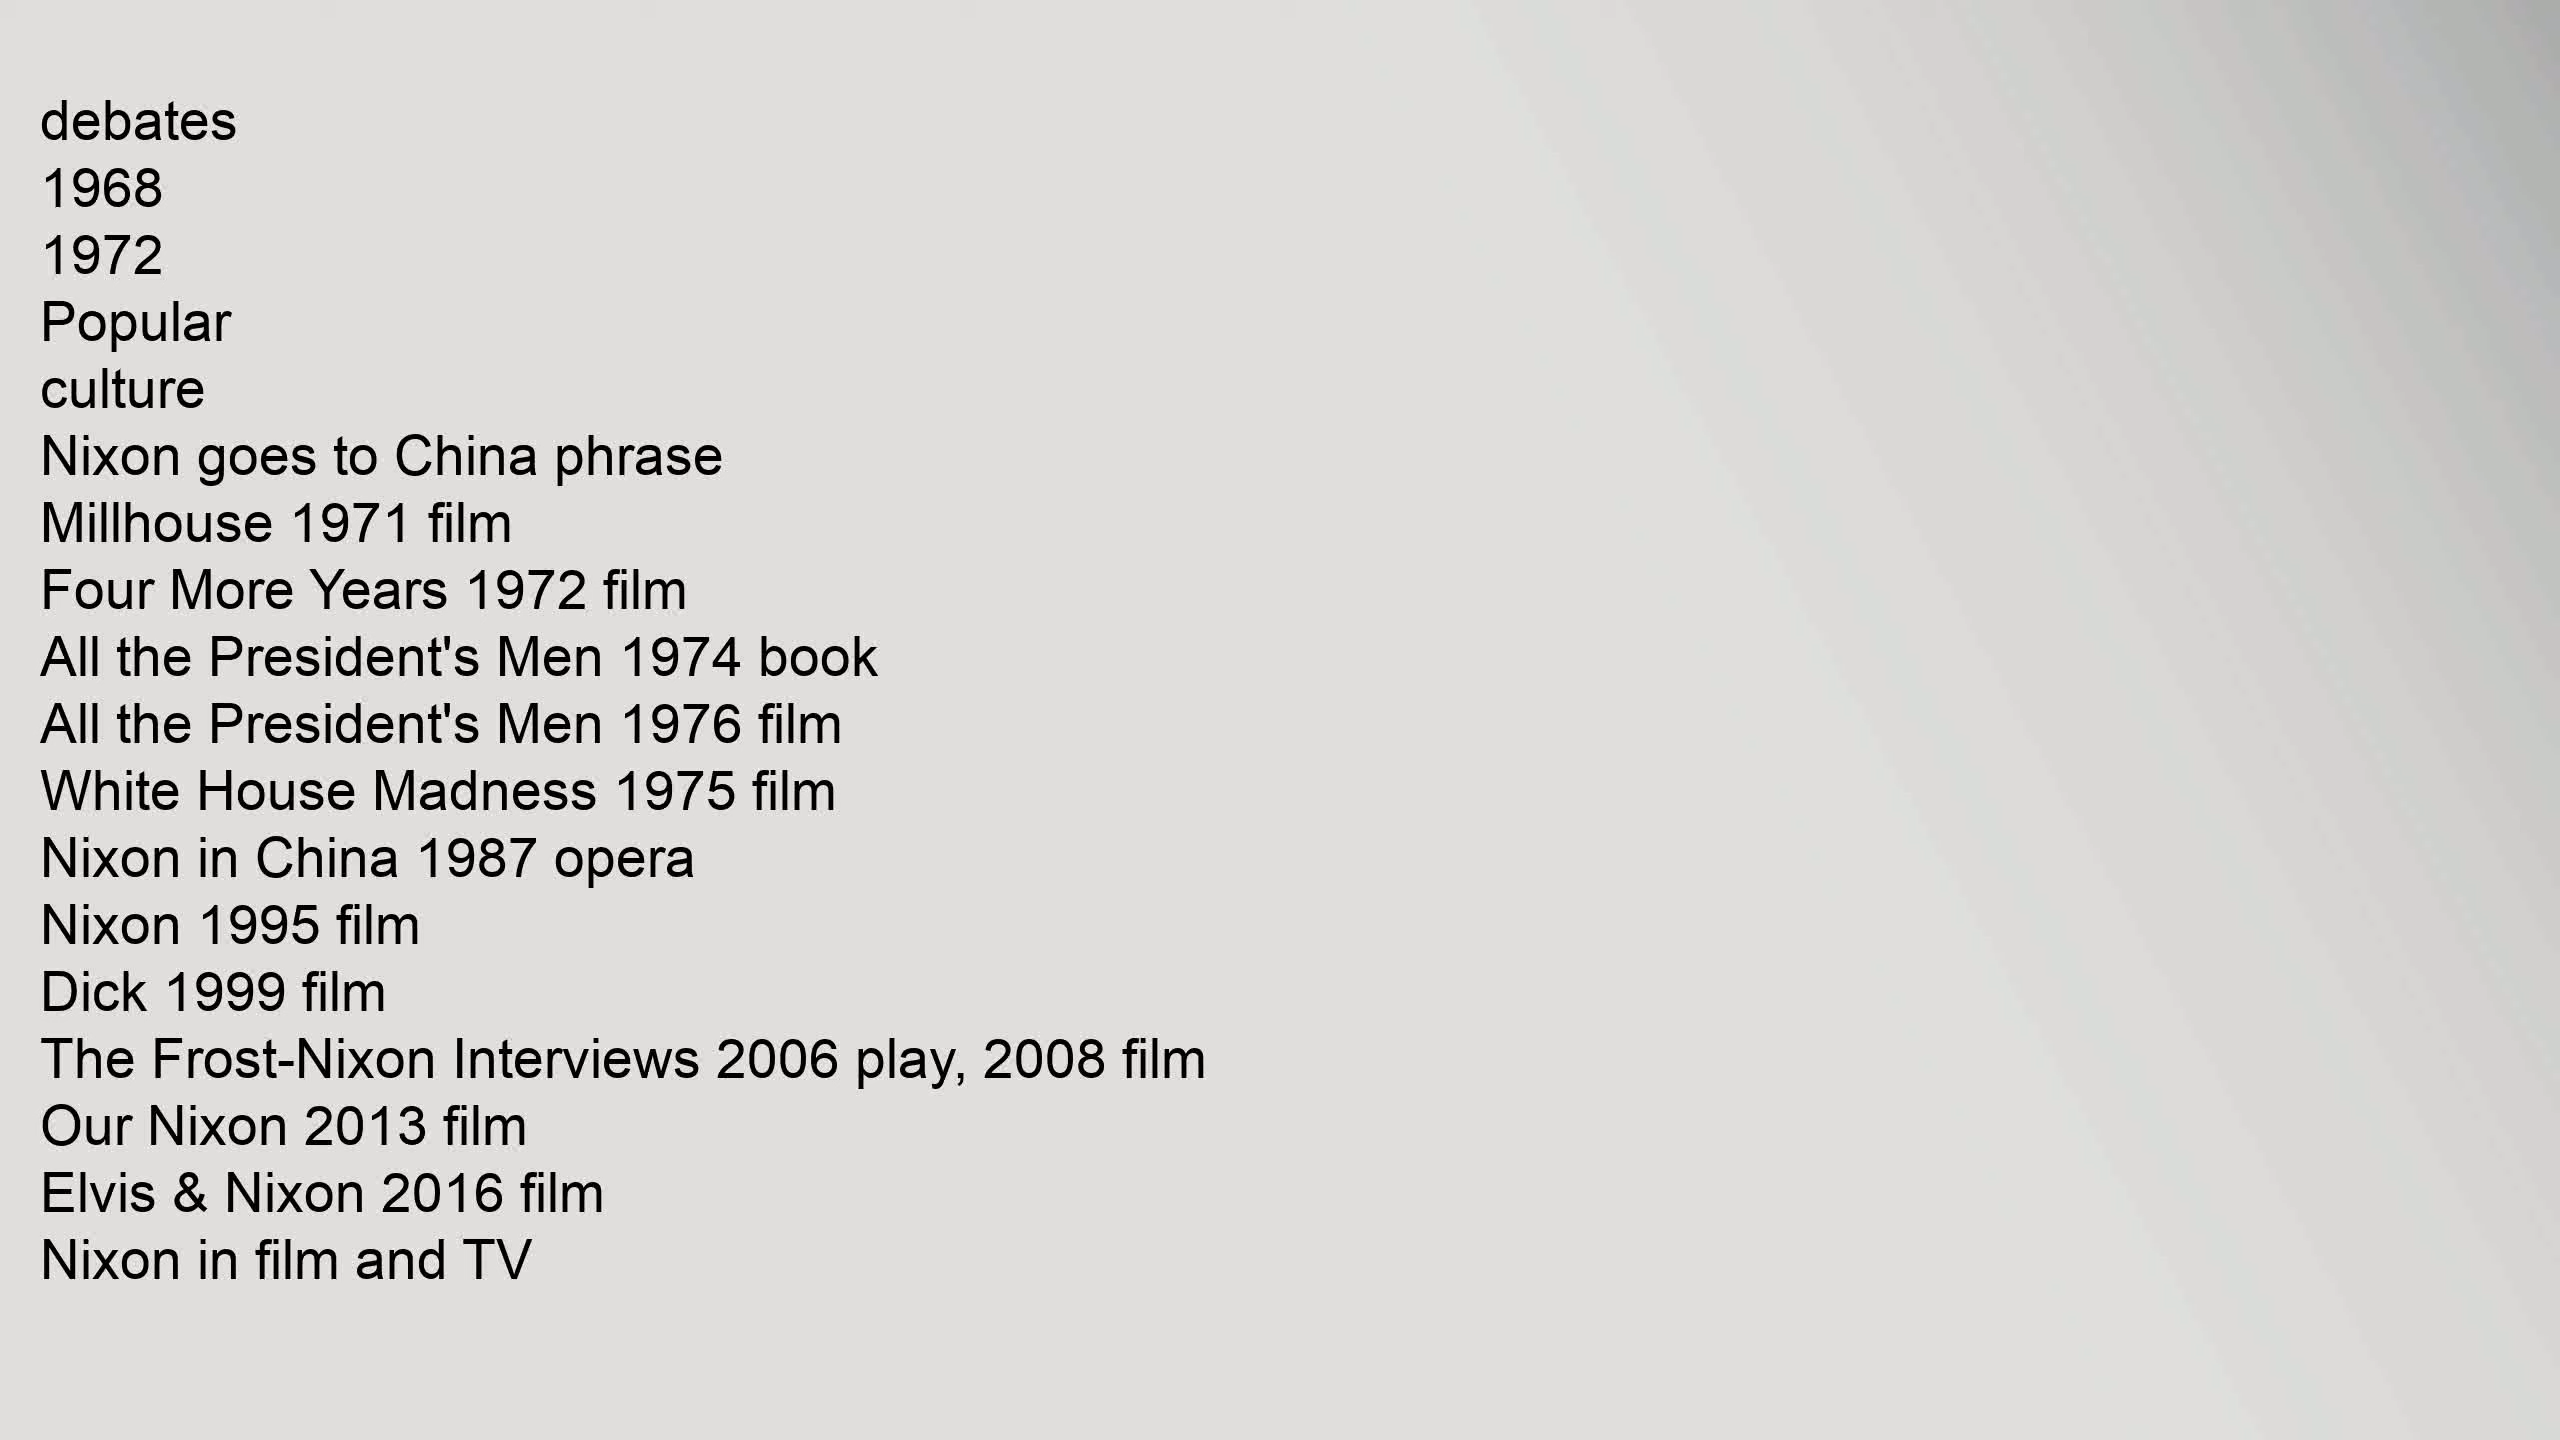 debates
1968
1972
Popular
culture
Nixon goes to China phrase
Millhouse 1971 film
Four More Years 1972 film
All the President's Men 1974 book
All the President's Men 1976 film
White House Madness 1975 film
Nixon in China 1987 opera
Nixon 1995 film
Dick 1999 film
The Frost-Nixon Interviews 2006 play, 2008 film
Our Nixon 2013 film
Elvis & Nixon 2016 film
Nixon in film and TV